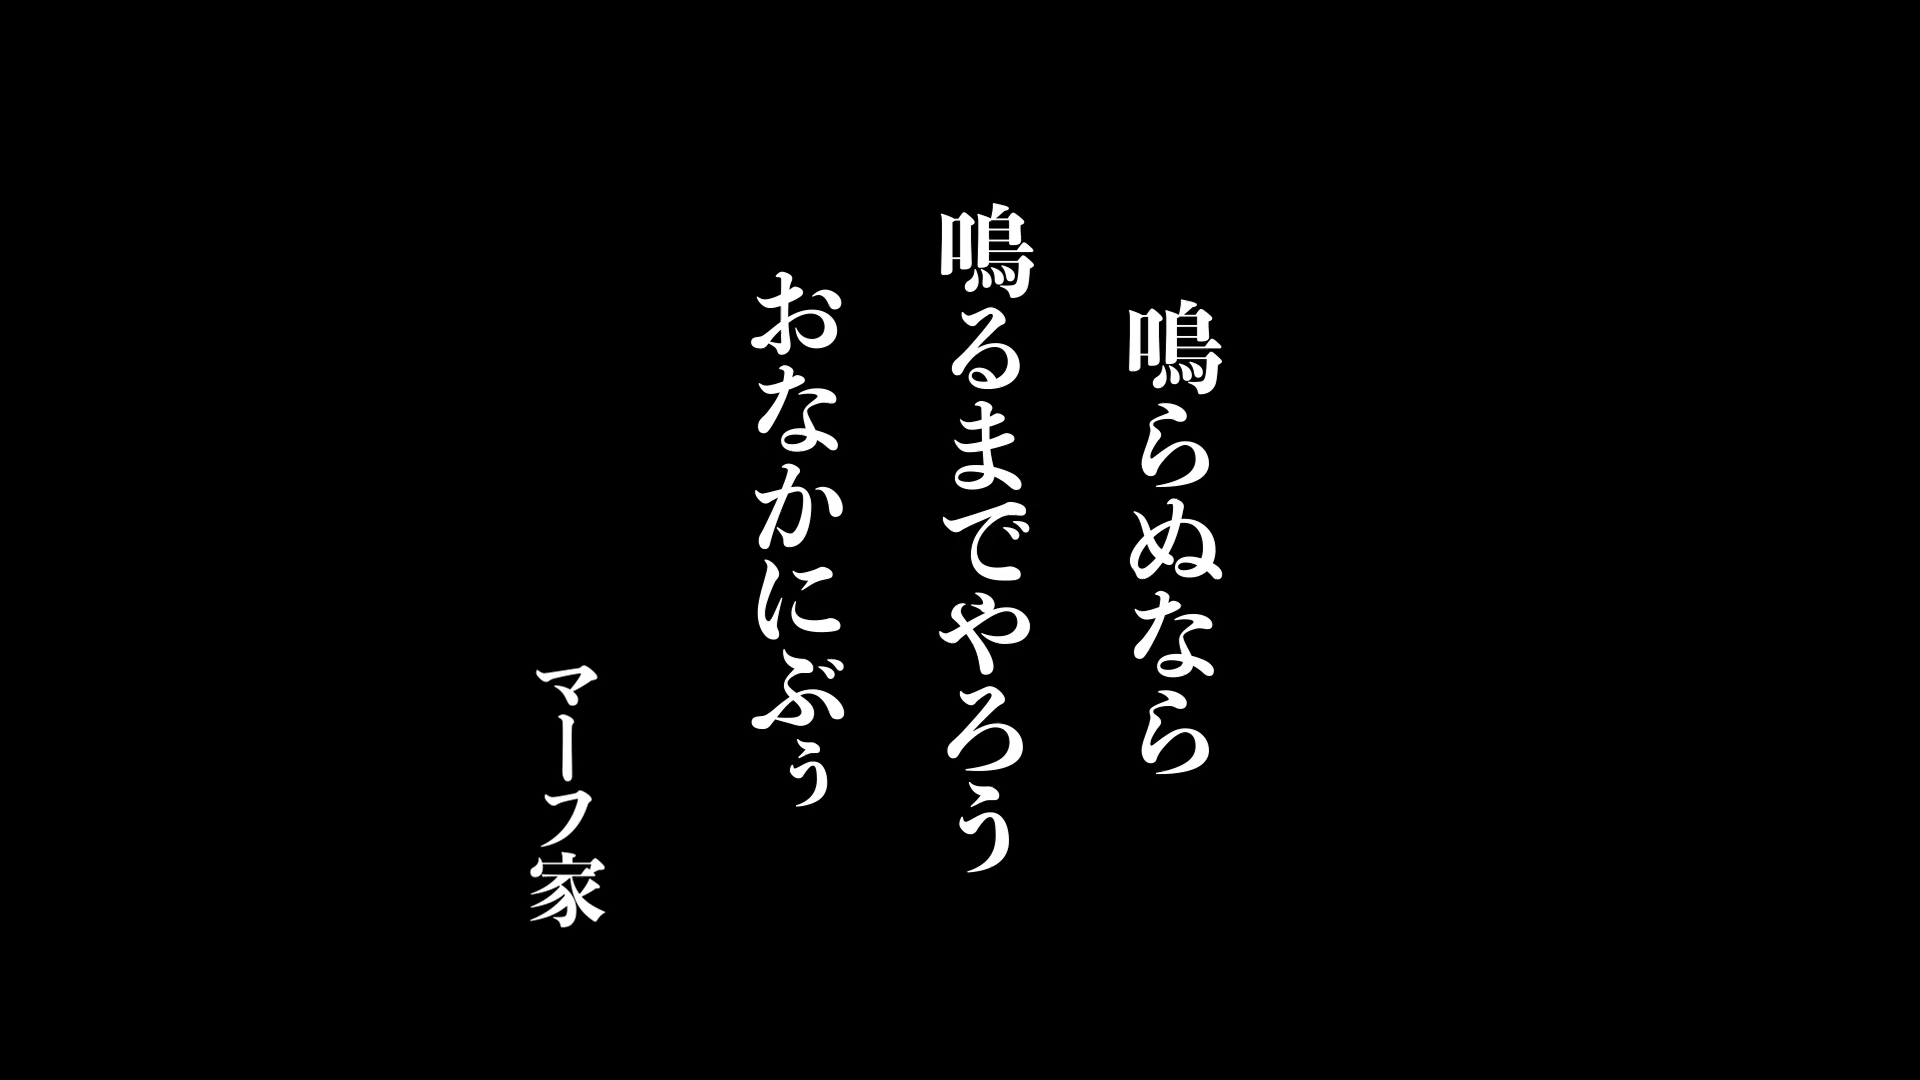 鳴らぬなら
鳴るまでやろう
おなかにぶぅ
マーフ家